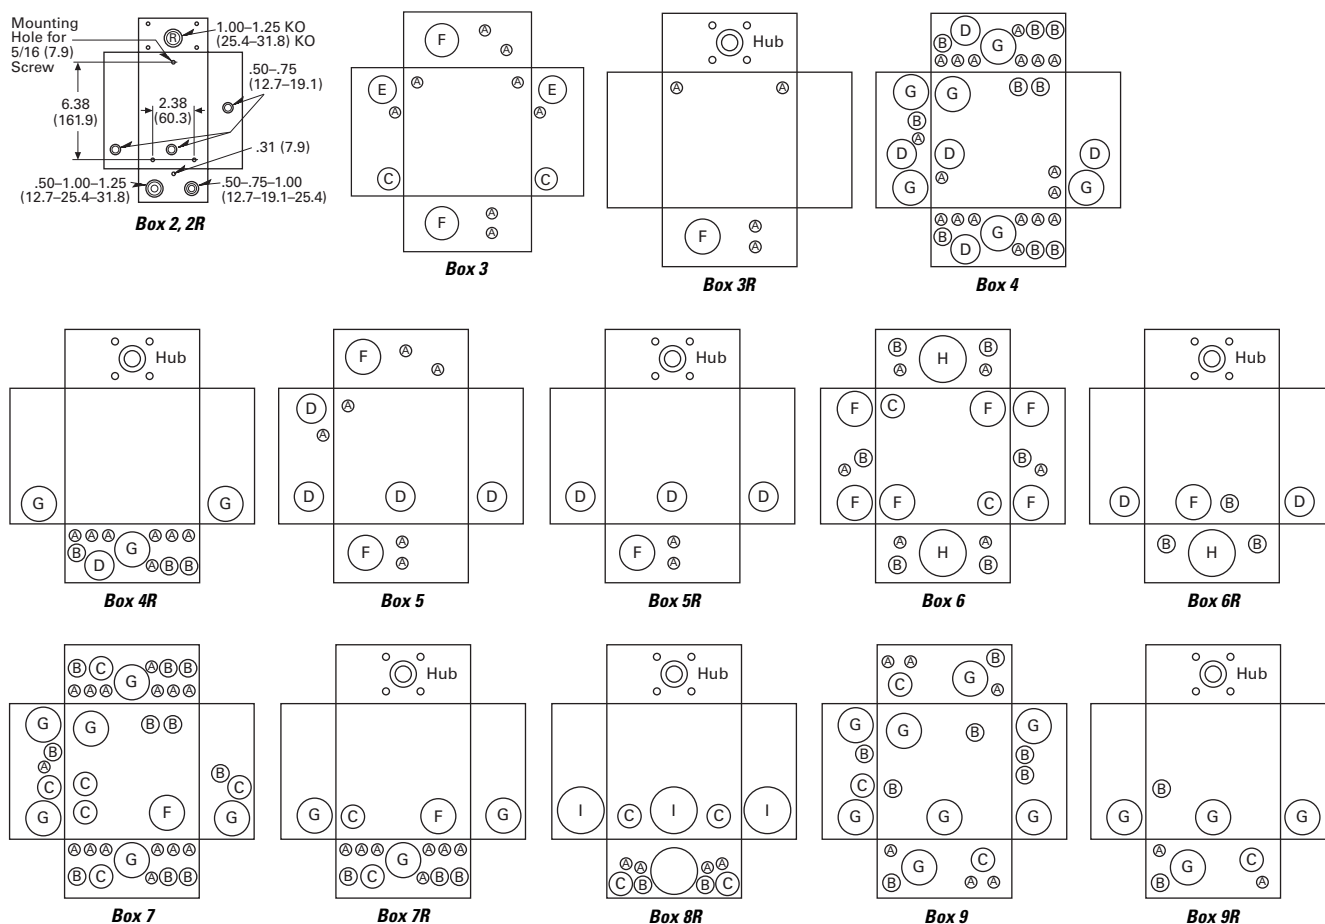 Mounting
Hole for
5/16 (7.9)
Screw
R
1.00–1.25 KO
(25.4–31.8) KO
.50–.75
(12.7–19.1)
6.38
(161.9)
2.38
(60.3)
.31 (7.9)
.50–1.00–1.25
(12.7–25.4–31.8)
.50–.75–1.00
(12.7–19.1–25.4)
Box 2, 2R
F A A
E A A E
A A
C C
F A A
Box 3
Hub
A A
F A A
Box 3R
D A B B
B G
A A A A A A
G G B B
B
A
D D D
A A
G A G
A A A A A A
B G
D A B B
Box 4
Hub
G G
A A A A A A
B G
D A B B
Box 4R
F A
A
D A
A
D D D
F A
A
Box 5
Hub
D D D
F A
A
Box 5R
B H B
A A
F C F F
B B
A A
F F C F
A H A
B B
Box 6
Hub
D F B D
B H B
Box 6R
B C A B B
G
A A A A A A
G G B B
B
A B
C C C
G C F G
A A A A A A
G
B C A B B
Box 7
Hub
G C F G
A A A A A A
G
B C A B B
Box 7R
Hub
I C I C I
A A A A
C B B C
Box 8R
A A B
C G A
G G B G
B B
C B B
G G G
A G C
B A A
Box 9
Hub
B
G G G
A G C
B A
Box 9R